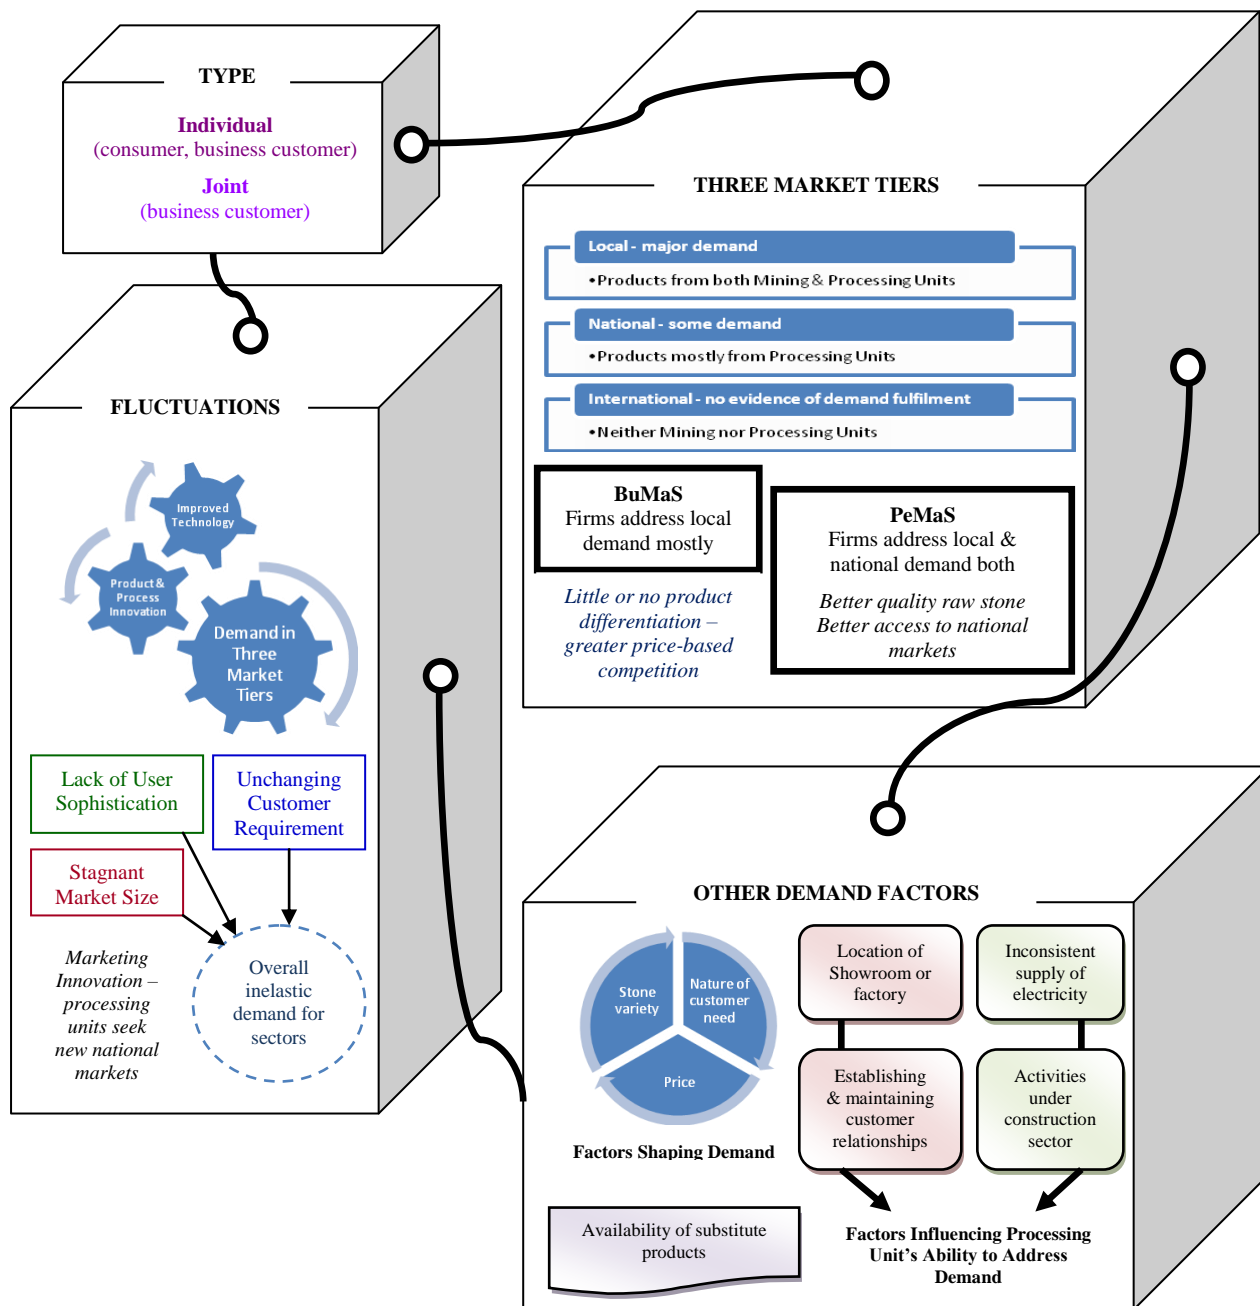 TYPE
Individual
(consumer, business customer)
Joint
(business customer)
THREE MARKET TIERS
Local - major demand
•Products from both Mining & Processing Units
National - some demand
•Products mostly from Processing Units
International - no evidence of demand fulfilment
•Neither Mining nor Processing Units
BuMaS
Firms address local
demand mostly
Little or no product
differentiation –
greater price-based
competition
PeMaS
Firms address local &
national demand both
Better quality raw stone
Better access to national
markets
FLUCTUATIONS
Improved
Technology
Product &
Process
Innovation
Demand in
Three
Market
Tiers
Lack of User
Sophistication
Unchanging
Customer
Requirement
Stagnant
Market Size
Marketing
Innovation –
processing
units seek
new national
markets
Overall
inelastic
demand for
sectors
OTHER DEMAND FACTORS
Stone
variety
Nature of
customer
need
Price
Factors Shaping Demand
Location of
Showroom or
factory
Establishing
& maintaining
customer
relationships
Inconsistent
supply of
electricity
Activities
under
construction
sector
Availability of substitute
products
Factors Influencing Processing
Unit's Ability to Address
Demand